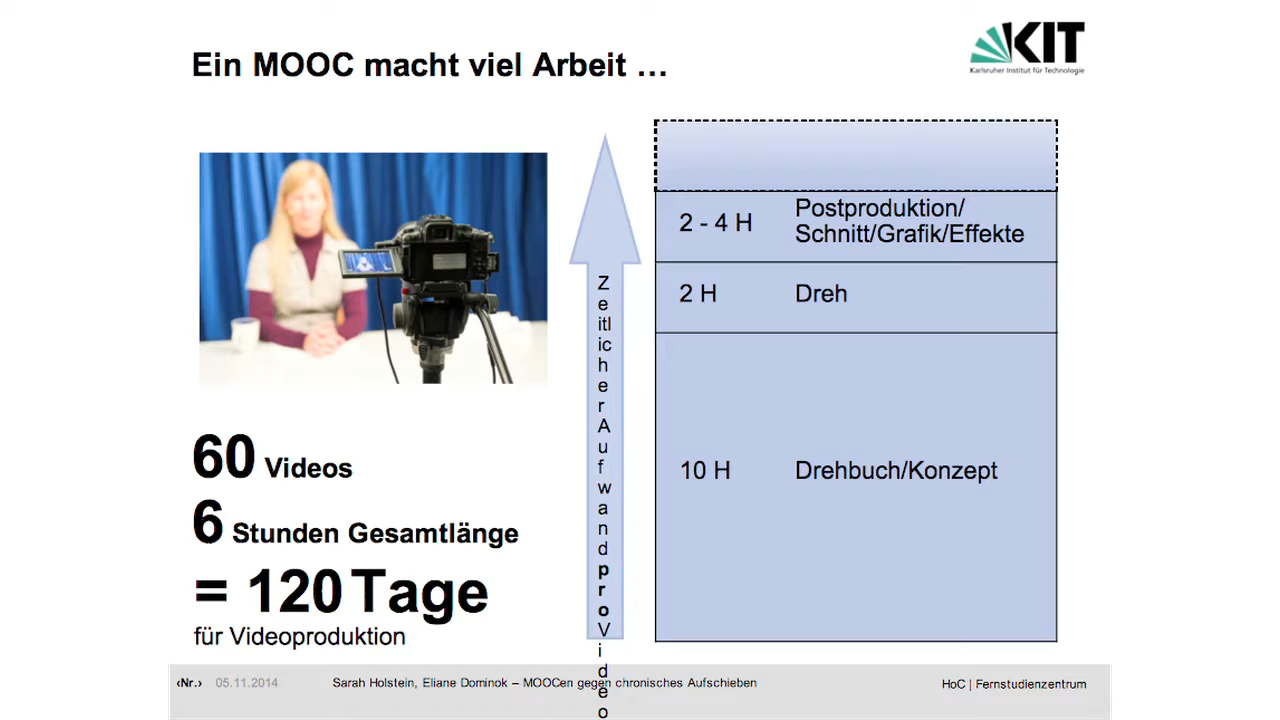 Ein MOOC macht viel Arbeit …
KIT
Karlsruher Institut für Technologie
60 Videos
6 Stunden Gesamtlänge
= 120 Tage
für Videoproduktion
Zeitlicher Aufwand pro Video
2 - 4 H Postproduktion/
Schnitt/Grafik/Effekte
2 H Dreh
10 H Drehbuch/Konzept
‹Nr.› 05.11.2014 Sarah Holstein, Eliane Dominok – MOOCen gegen chronisches Aufschieben HoC | Fernstudienzentrum